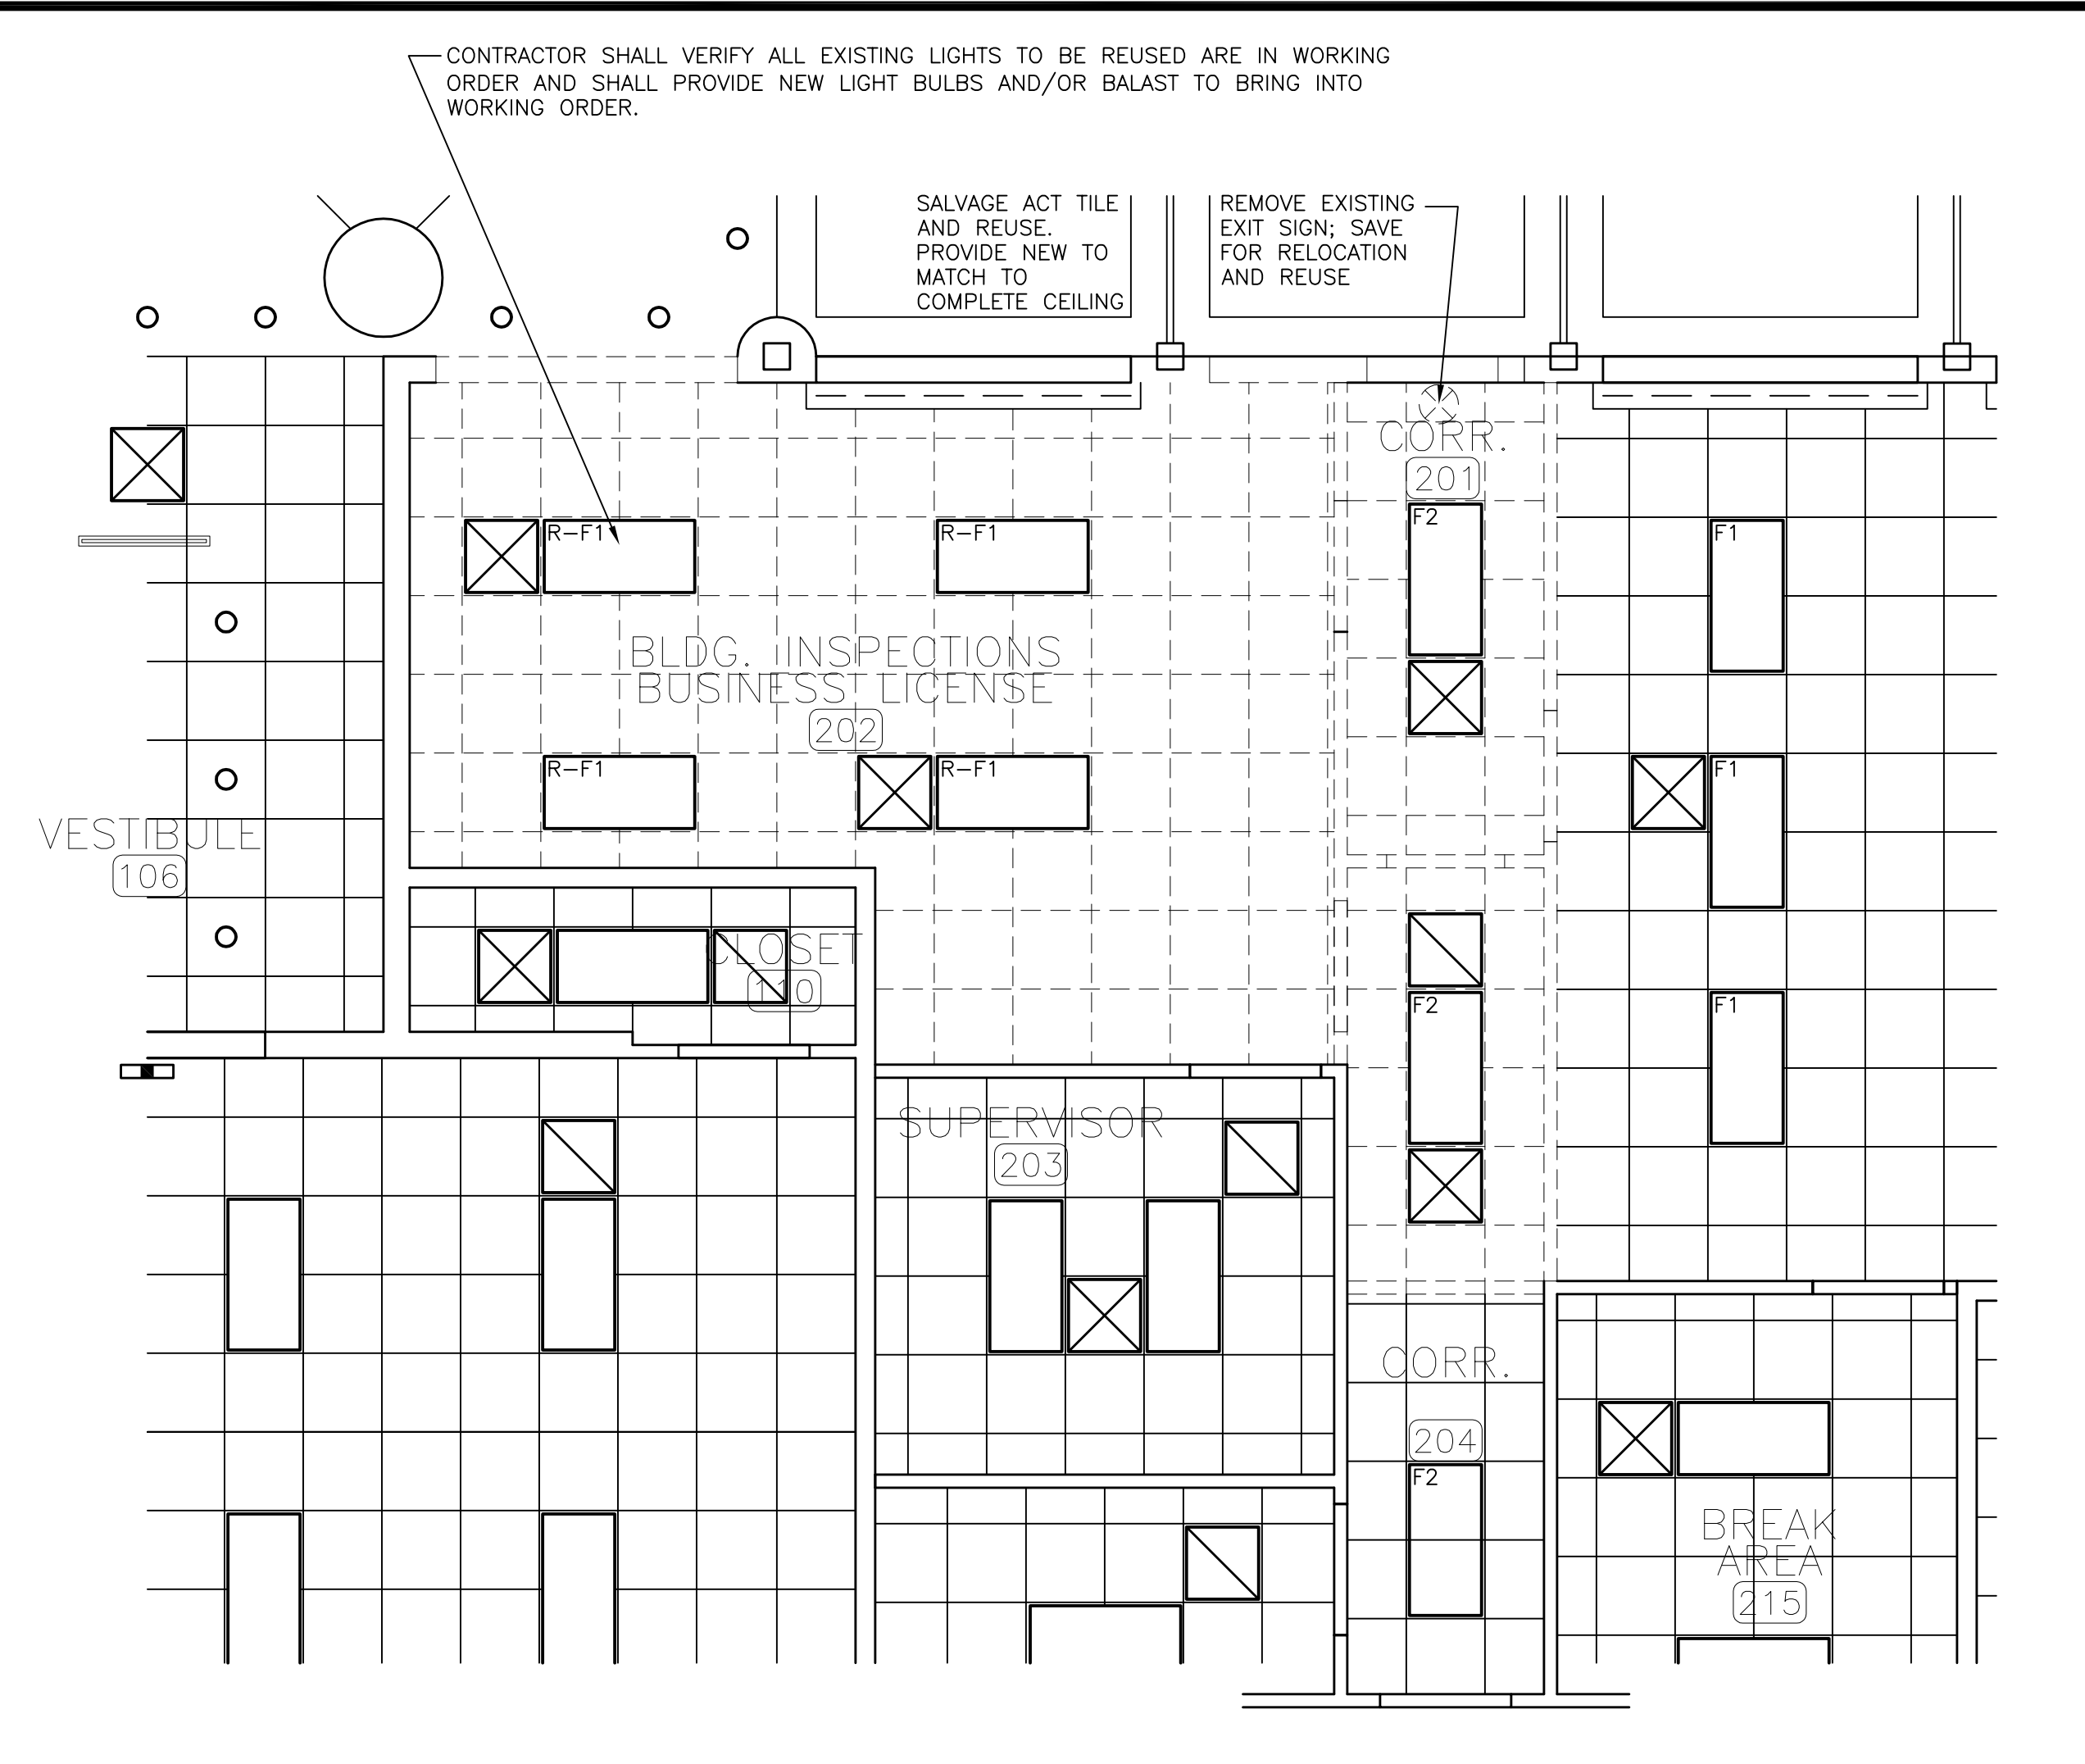 CONTRACTOR SHALL VERIFY ALL EXISTING LIGHTS TO BE REUSED ARE IN WORKING
ORDER AND SHALL PROVIDE NEW LIGHT BULBS AND/OR BALAST TO BRING INTO
WORKING ORDER.
SALVAGE ACT TILE
AND REUSE.
PROVIDE NEW TO
MATCH TO
COMPLETE CEILING
REMOVE EXISTING
EXIT SIGN; SAVE
FOR RELOCATION
AND REUSE
CORR.
201
F2
R-F1
R-F1
F1
BLDG. INSPECTIONS
BUSINESS LICENSE
202
R-F1
R-F1
F1
VESTIBULE
106
CLOSET
110
F2
F1
SUPERVISOR
203
CORR.
204
F2
BREAK
AREA
215